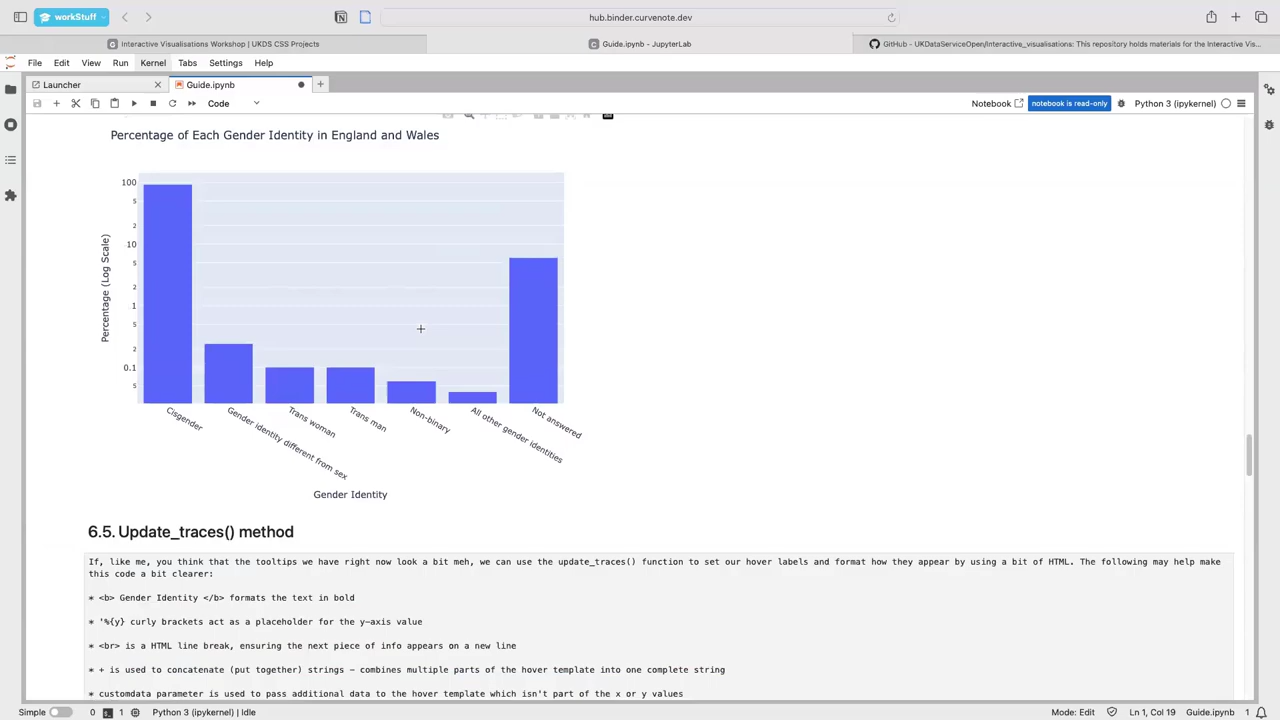 workStuff
hub.binder.curvenote.dev
Interactive Visualisations Workshop | UKDS CSS Projects
Guide.ipynb - JupyterLab
GitHub - UKDataServiceOpen/Interactive_visualisations: This repository holds materials for the Interactive Vis...
File Edit View Run Kernel Tabs Settings Help
Launcher
Guide.ipynb
Code
Notebook
notebook is read-only
Python 3 (ipykernel)
Percentage of Each Gender Identity in England and Wales
100
5
2
10
5
2
1
5
2
0.1
5
Percentage (Log Scale)
Cisgender
Gender identity different from sex
Trans woman
Trans man
Non-binary
All other gender identities
Not answered
Gender Identity
6.5. Update_traces() method
If, like me, you think that the tooltips we have right now look a bit meh, we can use the update_traces() function to set our hover labels and format how they appear by using a bit of HTML. The following may help make
this code a bit clearer:
* <b> Gender Identity </b> formats the text in bold
* '%{y} curly brackets act as a placeholder for the y-axis value
* <br> is a HTML line break, ensuring the next piece of info appears on a new line
* + is used to concatenate (put together) strings - combines multiple parts of the hover template into one complete string
* customdata parameter is used to pass additional data to the hover template which isn't part of the x or y values
Simple
0
1
Python 3 (ipykernel) | Idle
Mode: Edit
Ln 1, Col 19
Guide.ipynb
1